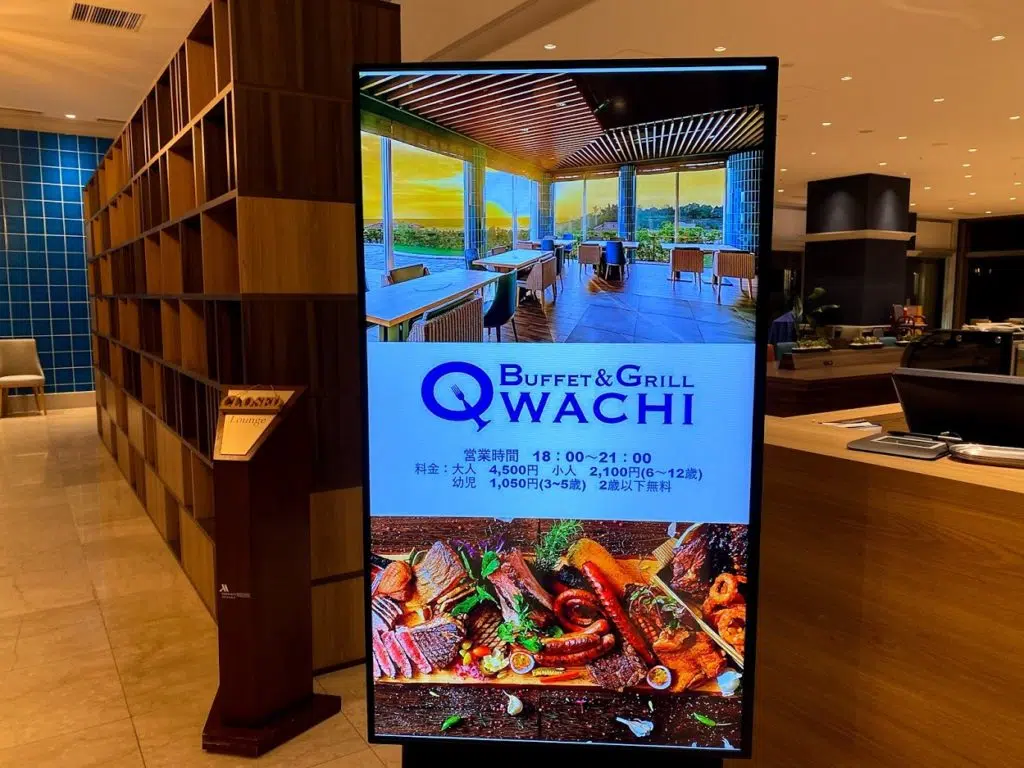 BUFFET & GRILL
QWACHI
営業時間 18：00～21：00
料金：大人 4,500円 小人 2,100円(6～12歳)
幼児 1,050円(3~5歳) 2歳以下無料
Lounge